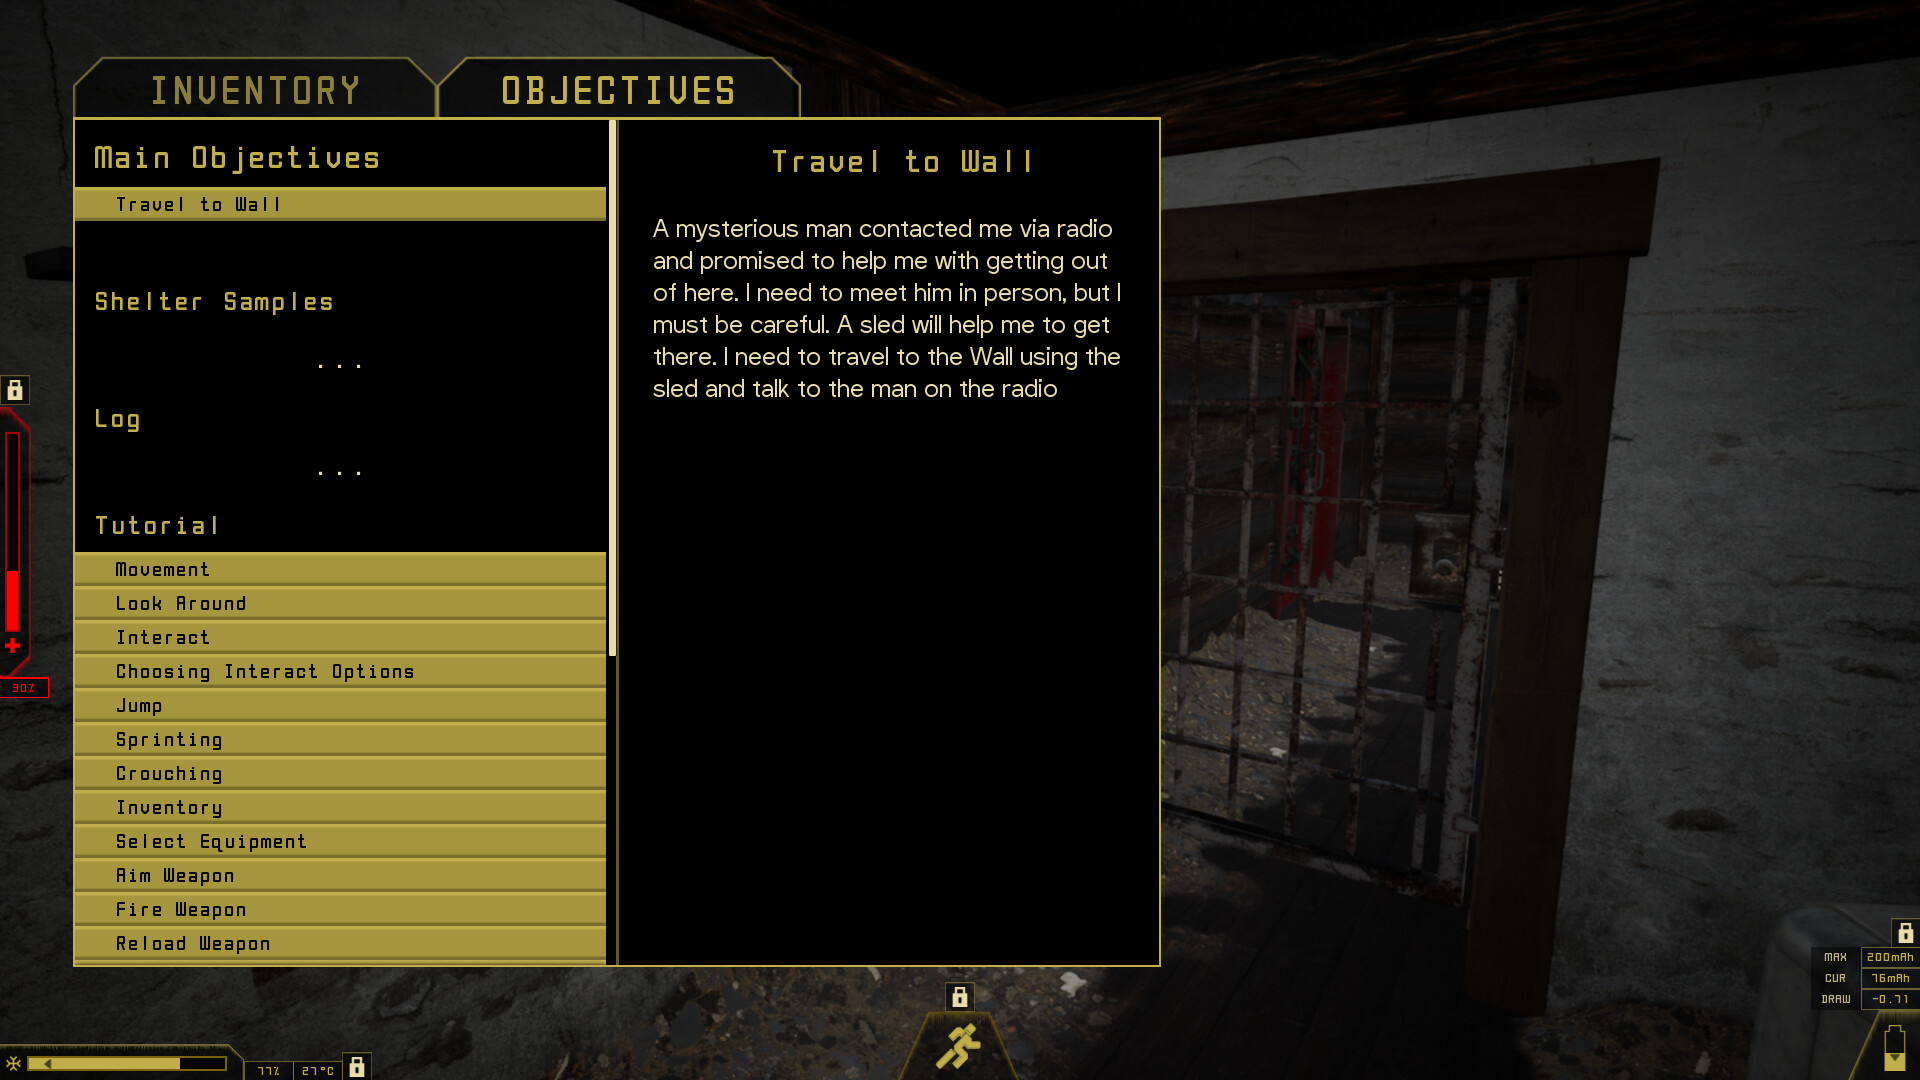 INVENTORY
OBJECTIVES
Main Objectives
Travel to Wall
Shelter Samples
...
Log
...
Tutorial
Movement
Look Around
Interact
Choosing Interact Options
Jump
Sprinting
Crouching
Inventory
Select Equipment
Aim Weapon
Fire Weapon
Reload Weapon
Travel to Wall
A mysterious man contacted me via radio
and promised to help me with getting out
of here. I need to meet him in person, but I
must be careful. A sled will help me to get
there. I need to travel to the Wall using the
sled and talk to the man on the radio
30%
77% 27°C
MAX 200mAh
CUR 76mAh
DRAW -0.71